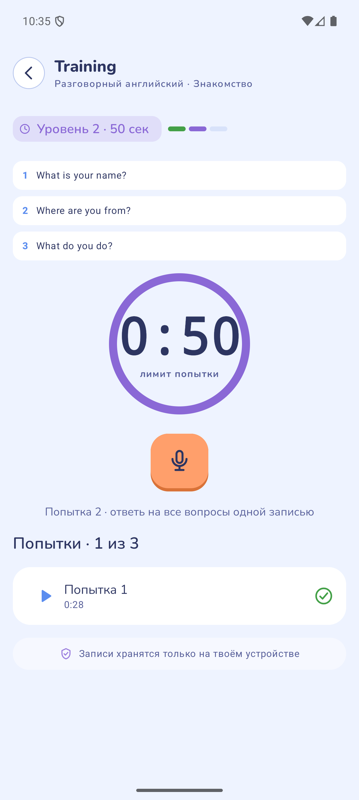 10:35
Training
Разговорный английский · Знакомство
Уровень 2 · 50 сек
1 What is your name?
2 Where are you from?
3 What do you do?
0:50
лимит попытки
Попытка 2 · ответь на все вопросы одной записью
Попытки · 1 из 3
Попытка 1
0:28
Записи хранятся только на твоём устройстве